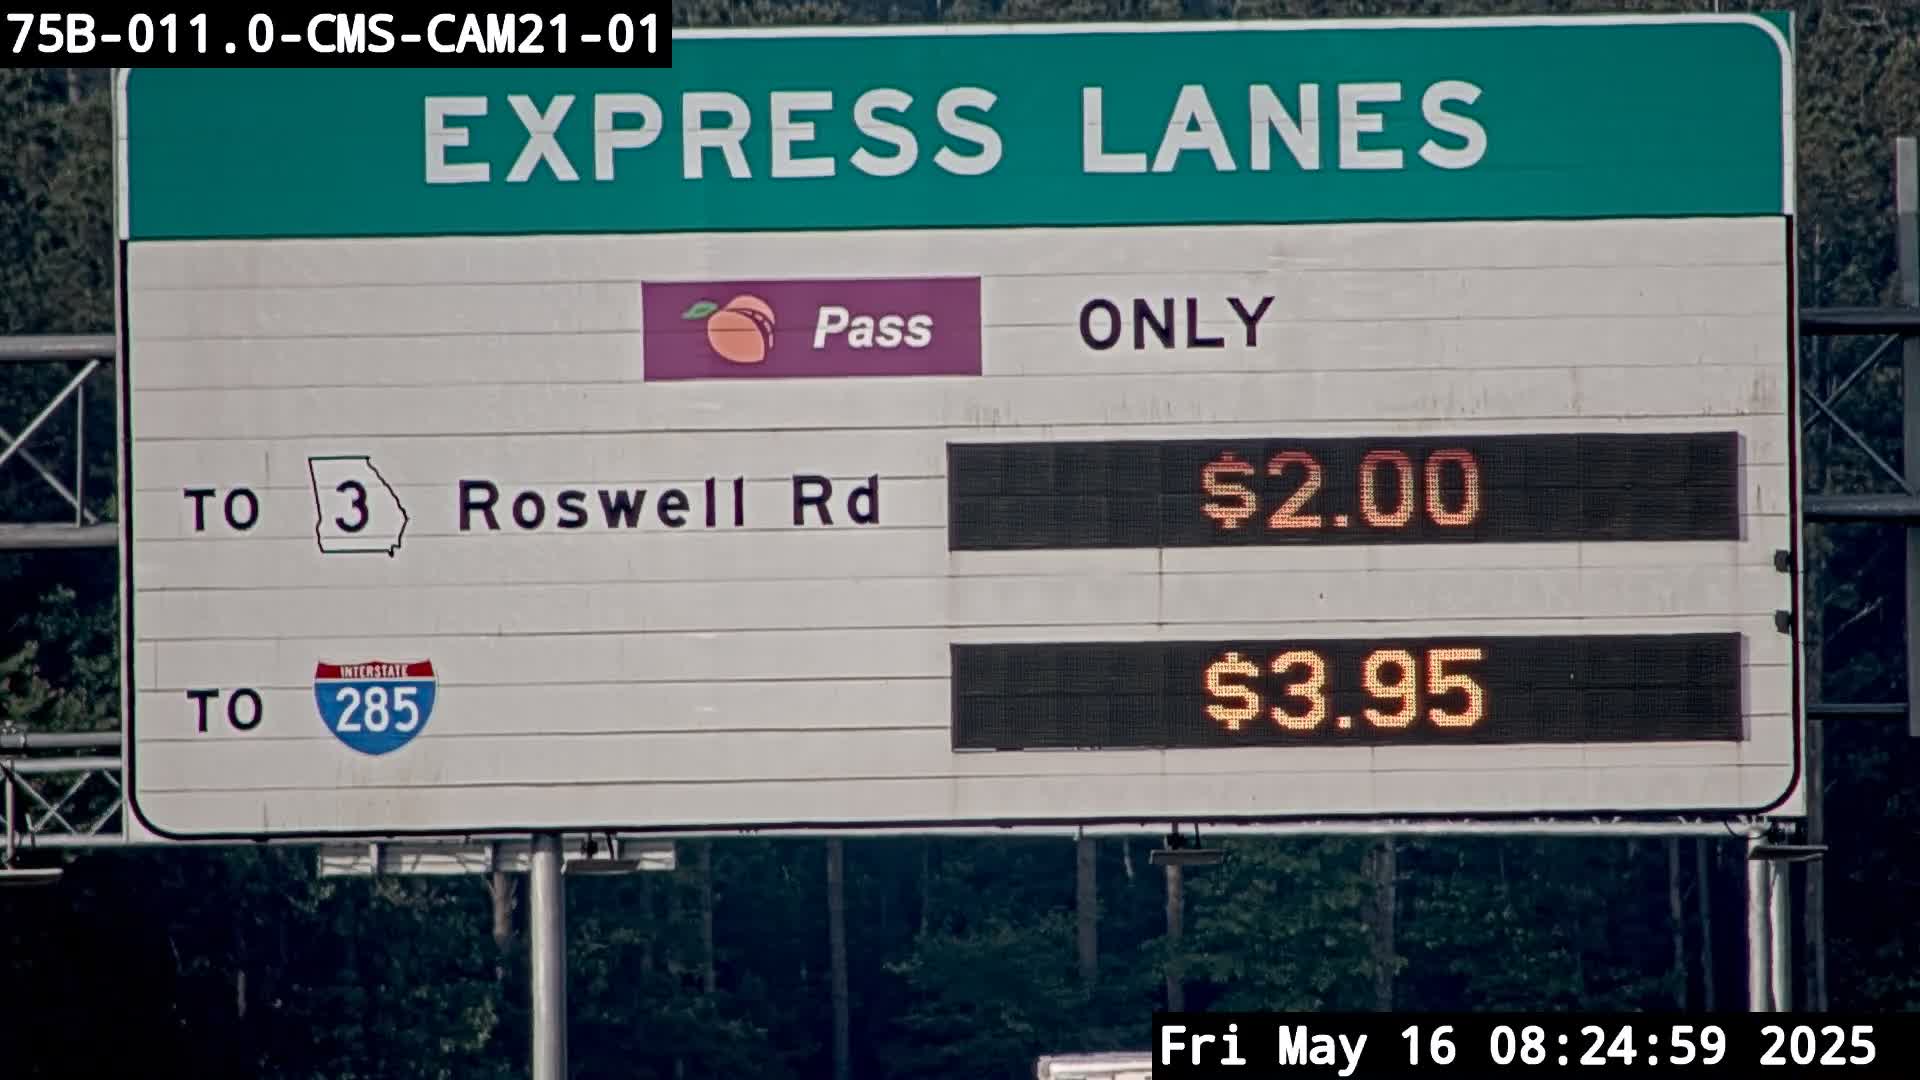 75B-011.0-CMS-CAM21-01
EXPRESS LANES
Pass ONLY
TO 3 Roswell Rd $2.00
INTERSTATE
TO 285 $3.95
Fri May 16 08:24:59 2025